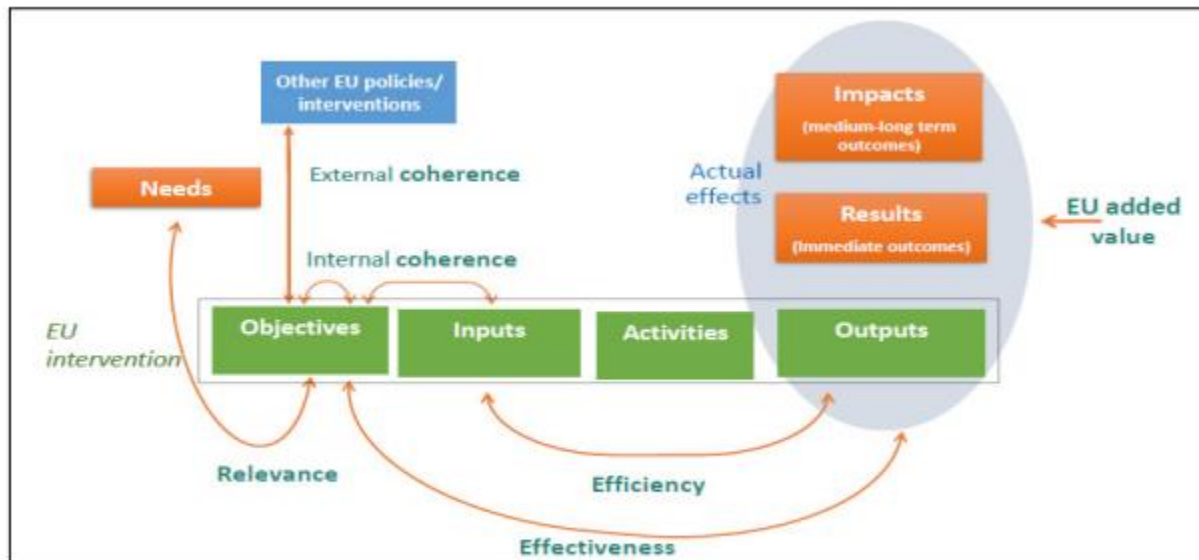 Other EU policies/
interventions
Impacts
(medium-long term
outcomes)
External coherence
Actual
effects
Needs
Results
(Immediate outcomes)
EU added
value
Internal coherence
EU
intervention
Objectives
Inputs
Activities
Outputs
Relevance
Efficiency
Effectiveness